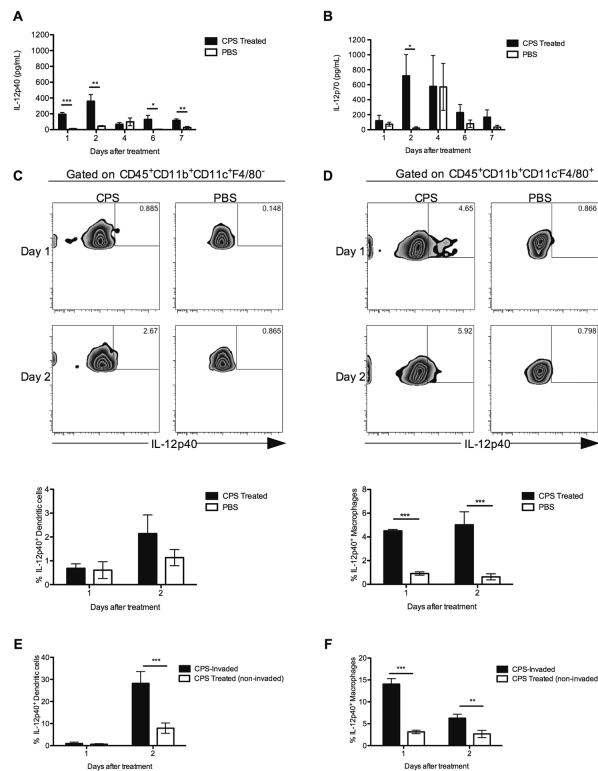 A
CPS Treated
PBS
IL-12p40 (pg/mL)
1200
1000
800
600
400
200
0
***
**
*
**
1 2 4 6 7
Days after treatment
B
CPS Treated
PBS
IL-12p70 (pg/mL)
1200
1000
800
600
400
200
0
*
1 2 4 6 7
Days after treatment
C
Gated on CD45⁺CD11b⁺CD11c⁺F4/80⁻
CPS PBS
Day 1
0.885
0.148
Day 2
2.67
0.865
IL-12p40
% IL-12p40⁺ Dendritic cells
4
3
2
1
0
CPS Treated
PBS
1 2
Days after treatment
D
Gated on CD45⁺CD11b⁺CD11c⁻F4/80⁺
CPS PBS
Day 1
4.65
0.866
Day 2
5.92
0.798
IL-12p40
% IL-12p40⁺ Macrophages
8
6
4
2
0
***
***
CPS Treated
PBS
1 2
Days after treatment
E
% IL-12p40⁺ Dendritic cells
40
30
20
10
0
***
CPS-Invaded
CPS Treated (non-invaded)
1 2
Days after treatment
F
% IL-12p40⁺ Macrophages
20
15
10
5
0
***
**
CPS-Invaded
CPS Treated (non-invaded)
1 2
Days after treatment